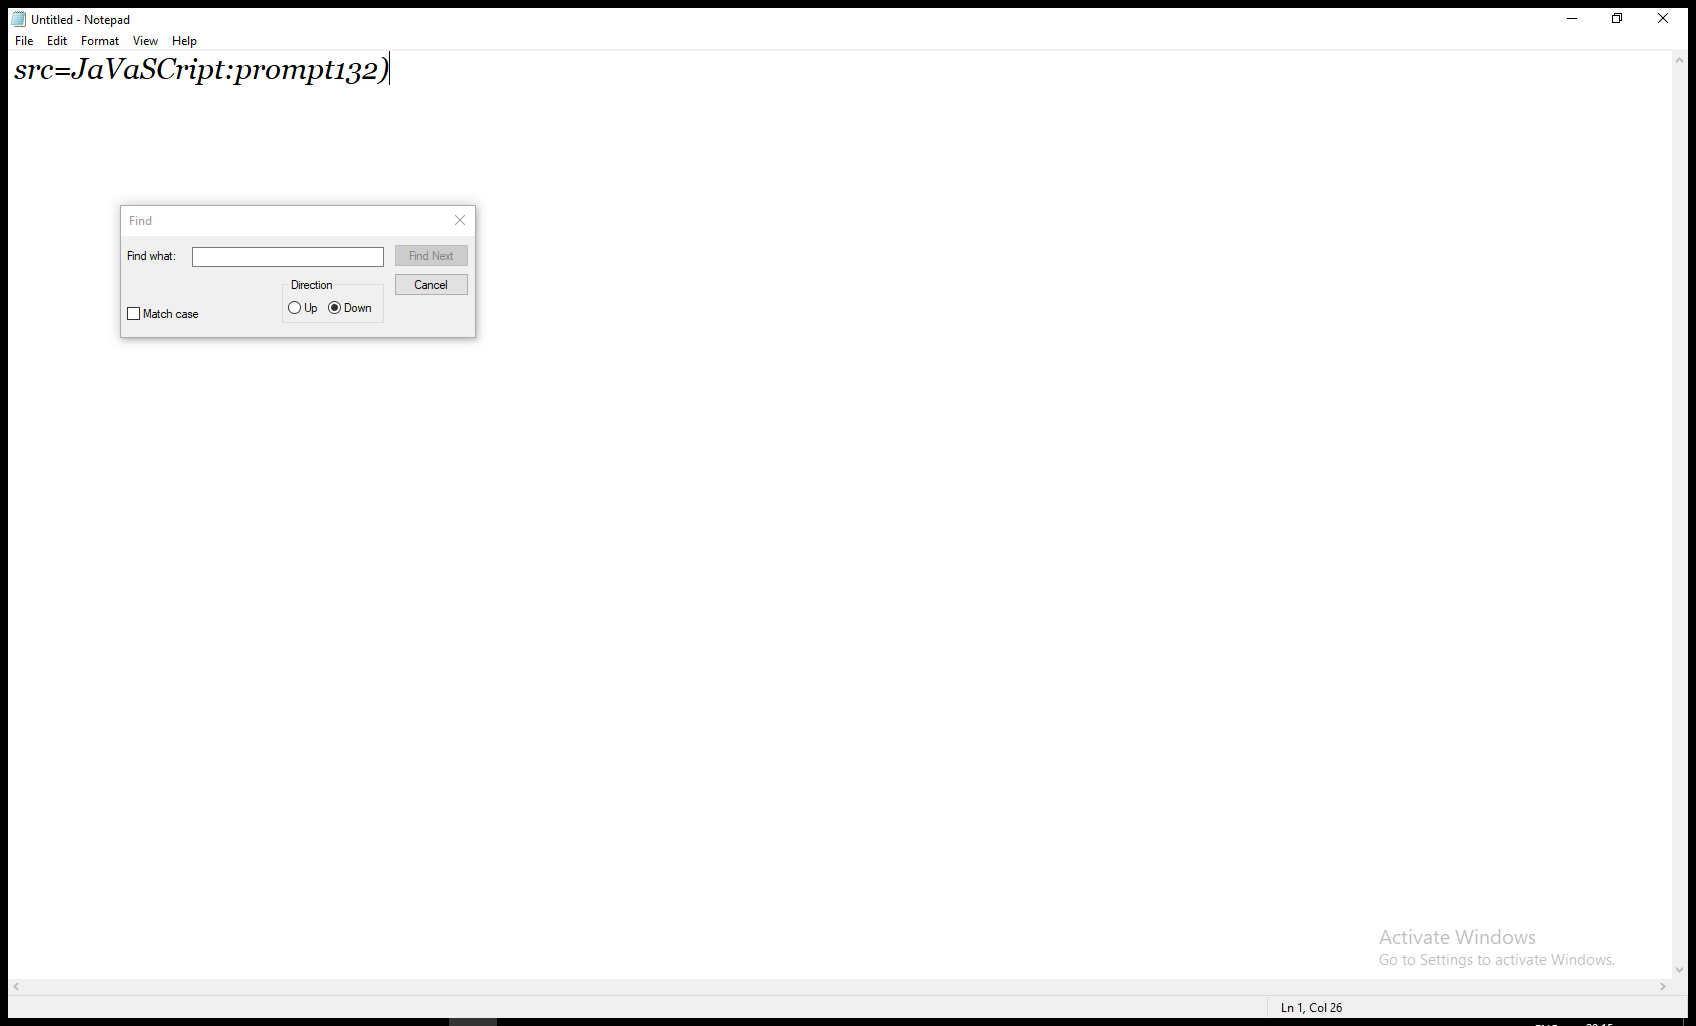 Untitled - Notepad
File Edit Format View Help
src=JaVaSCript:prompt132)
Find
Find what:
Find Next
Direction
Cancel
Up Down
Match case
Activate Windows
Go to Settings to activate Windows.
Ln 1, Col 26